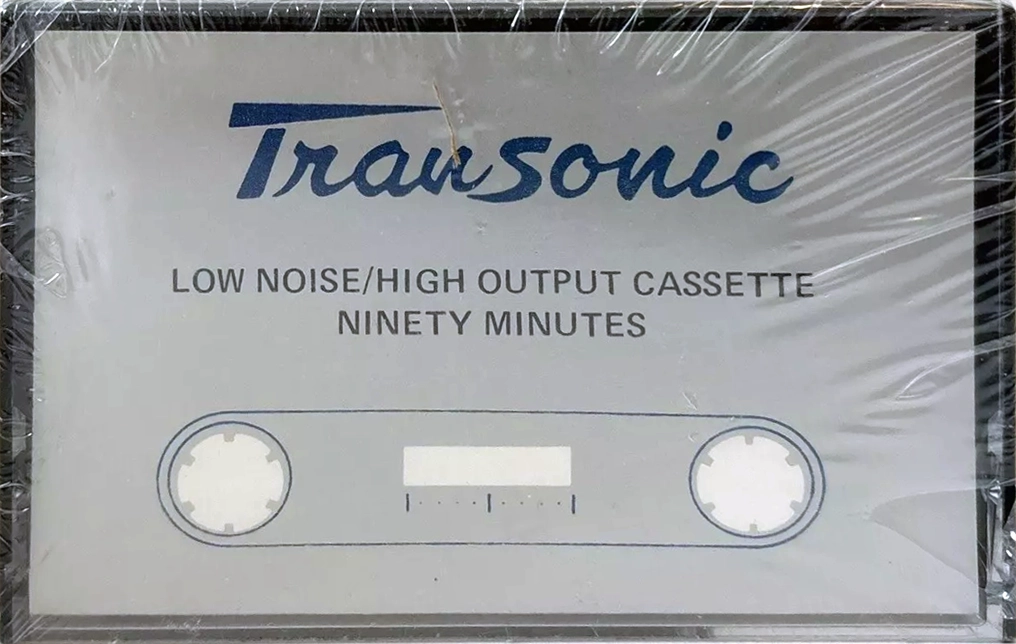 Transonic
LOW NOISE/HIGH OUTPUT CASSETTE
NINETY MINUTES